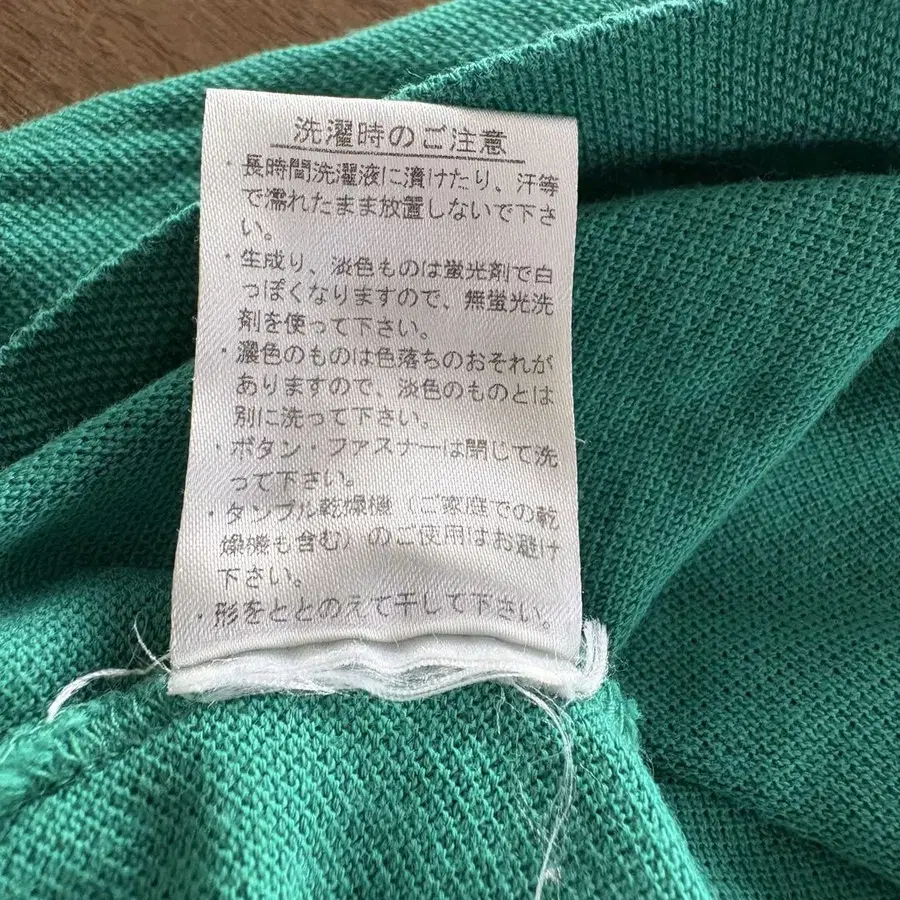 洗濯時のご注意
・長時間洗濯液に漬けたり、汗等
で濡れたまま放置しないで下さ
い。
・生成り、淡色ものは蛍光剤で白
っぽくなりますので、無蛍光洗
剤を使って下さい。
・濃色のものは色落ちのおそれが
ありますので、淡色のものとは
別に洗って下さい。
・ボタン・ファスナーは閉じて洗
って下さい。
・タンブル乾燥機（ご家庭での乾
燥機も含む）のご使用はお避け
下さい。
・形をととのえて干して下さい。